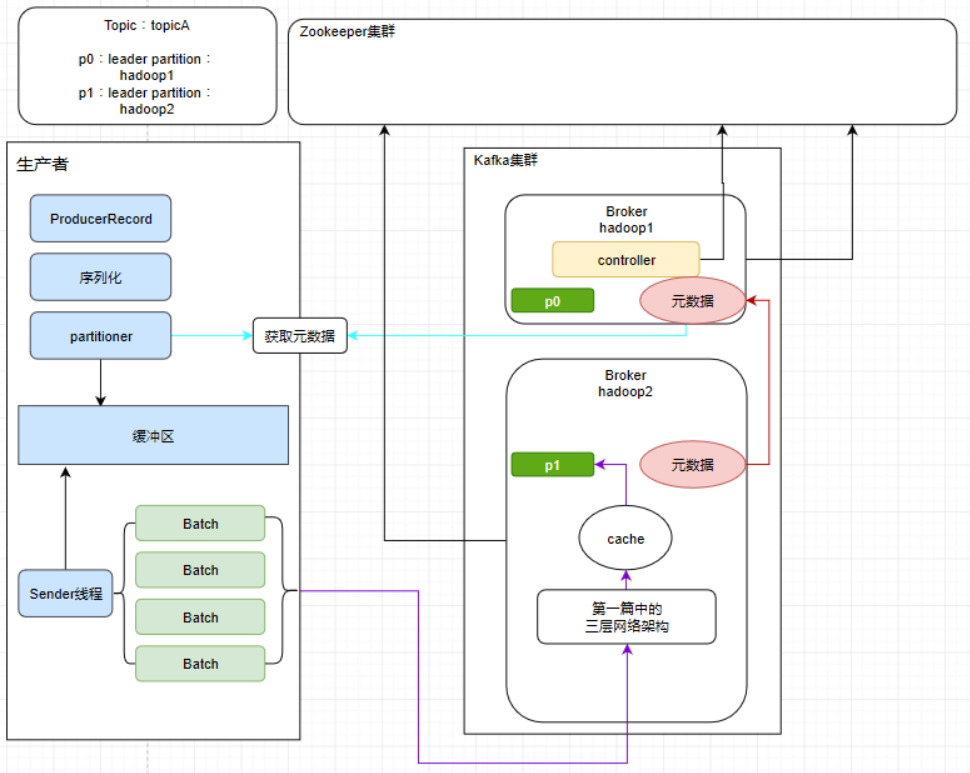 Topic：topicA
p0：leader partition：
hadoop1
p1：leader partition：
hadoop2
Zookeeper集群
生产者
ProducerRecord
序列化
partitioner
获取元数据
缓冲区
Sender线程
Batch
Batch
Batch
Batch
Kafka集群
Broker
hadoop1
controller
p0
元数据
Broker
hadoop2
p1
元数据
cache
第一篇中的
三层网络架构